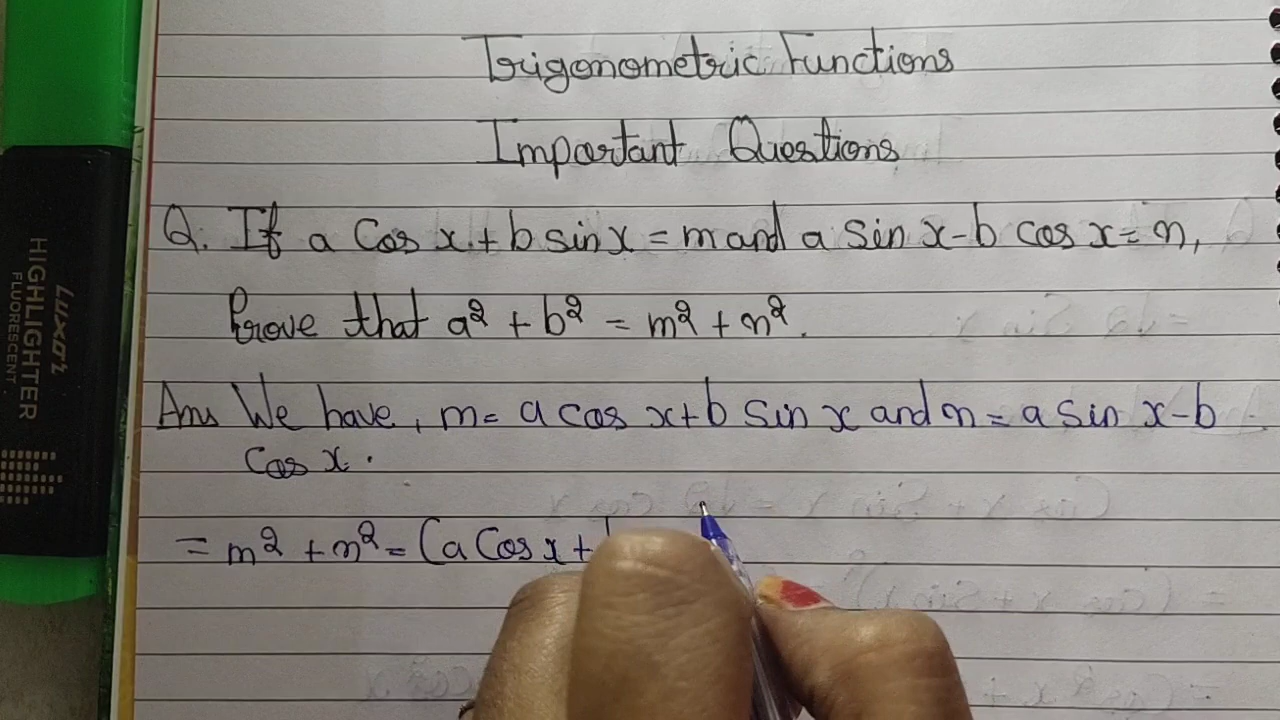 Trigonometric Functions
Important Questions
Q. If a Cos x + b sin x = m and a sin x - b cos x = n,
Prove that a² + b² = m² + n².
Ans We have, m = a cos x + b sin x and n = a sin x - b
Cos x.
= m² + n² = (a Cos x +
LUXOR
HIGHLIGHTER
FLUORESCENT